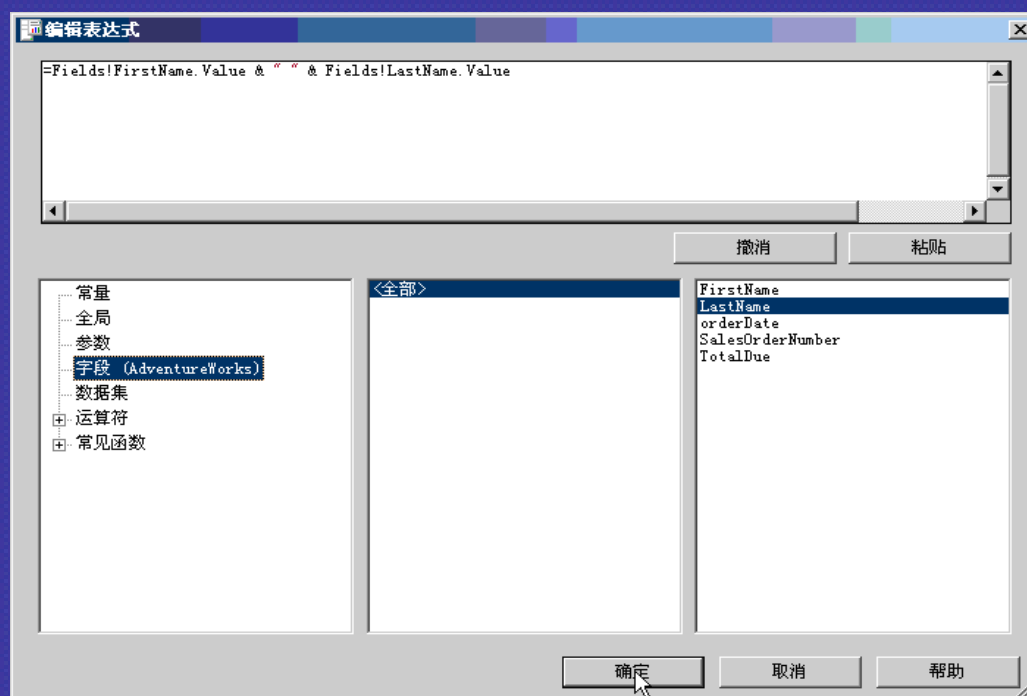 编辑表达式
=Fields!FirstName.Value & " " & Fields!LastName.Value
撤消
粘贴
常量
全局
参数
字段 (AdventureWorks)
数据集
运算符
常见函数
<全部>
FirstName
LastName
orderDate
SalesOrderNumber
TotalDue
确定
取消
帮助